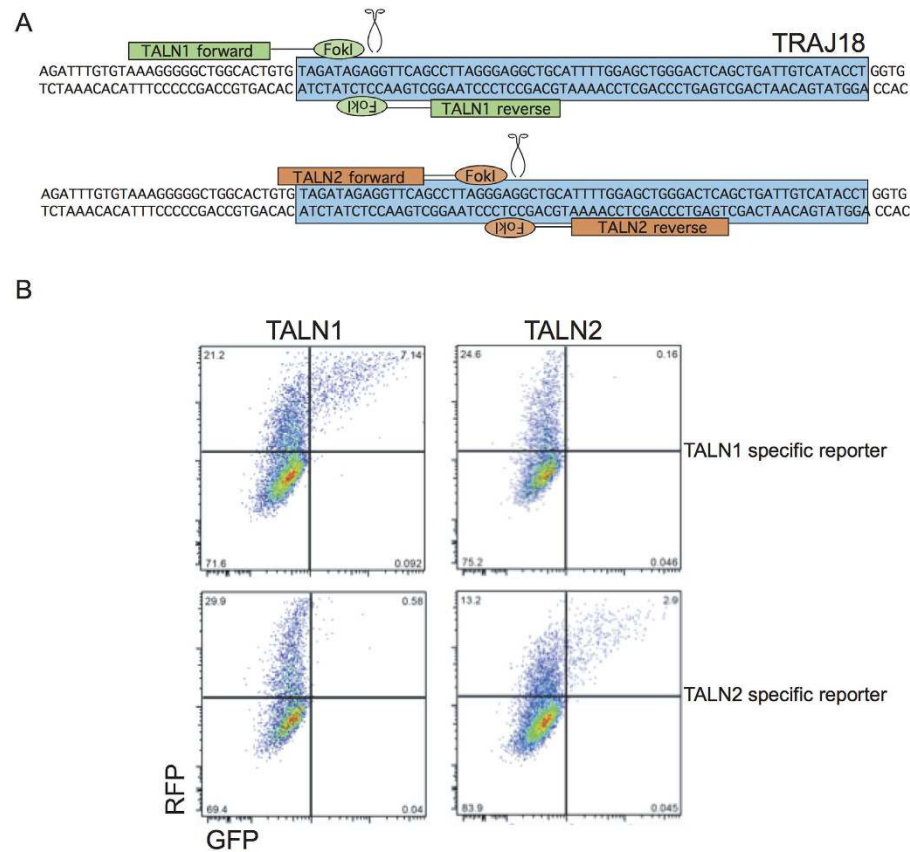 A
TALN1 forward
FokI
TRAJ18
AGATTTGTGTAAAGGGGGCTGGCACTGTG TAGATAGAGGTTCAGCCTTAGGGAGGCTGCATTTTGGAGCTGGGACTCAGCTGATTGTCATACCT GGTG
TCTAAACACATTTCCCCCGACCGTGACAC ATCTATCTCCAAGTCGGAATCCCTCCGACGTAAAACCTCGACCCTGAGTCGACTAACAGTATGGA CCAC
FokI
TALN1 reverse
TALN2 forward
FokI
AGATTTGTGTAAAGGGGGCTGGCACTGTG TAGATAGAGGTTCAGCCTTAGGGAGGCTGCATTTTGGAGCTGGGACTCAGCTGATTGTCATACCT GGTG
TCTAAACACATTTCCCCCGACCGTGACAC ATCTATCTCCAAGTCGGAATCCCTCCGACGTAAAACCTCGACCCTGAGTCGACTAACAGTATGGA CCAC
FokI
TALN2 reverse
B
TALN1
TALN2
21.2
7.14
24.6
0.16
TALN1 specific reporter
71.6
0.092
75.2
0.046
29.9
0.58
13.2
2.9
TALN2 specific reporter
69.4
0.04
83.9
0.045
RFP
GFP